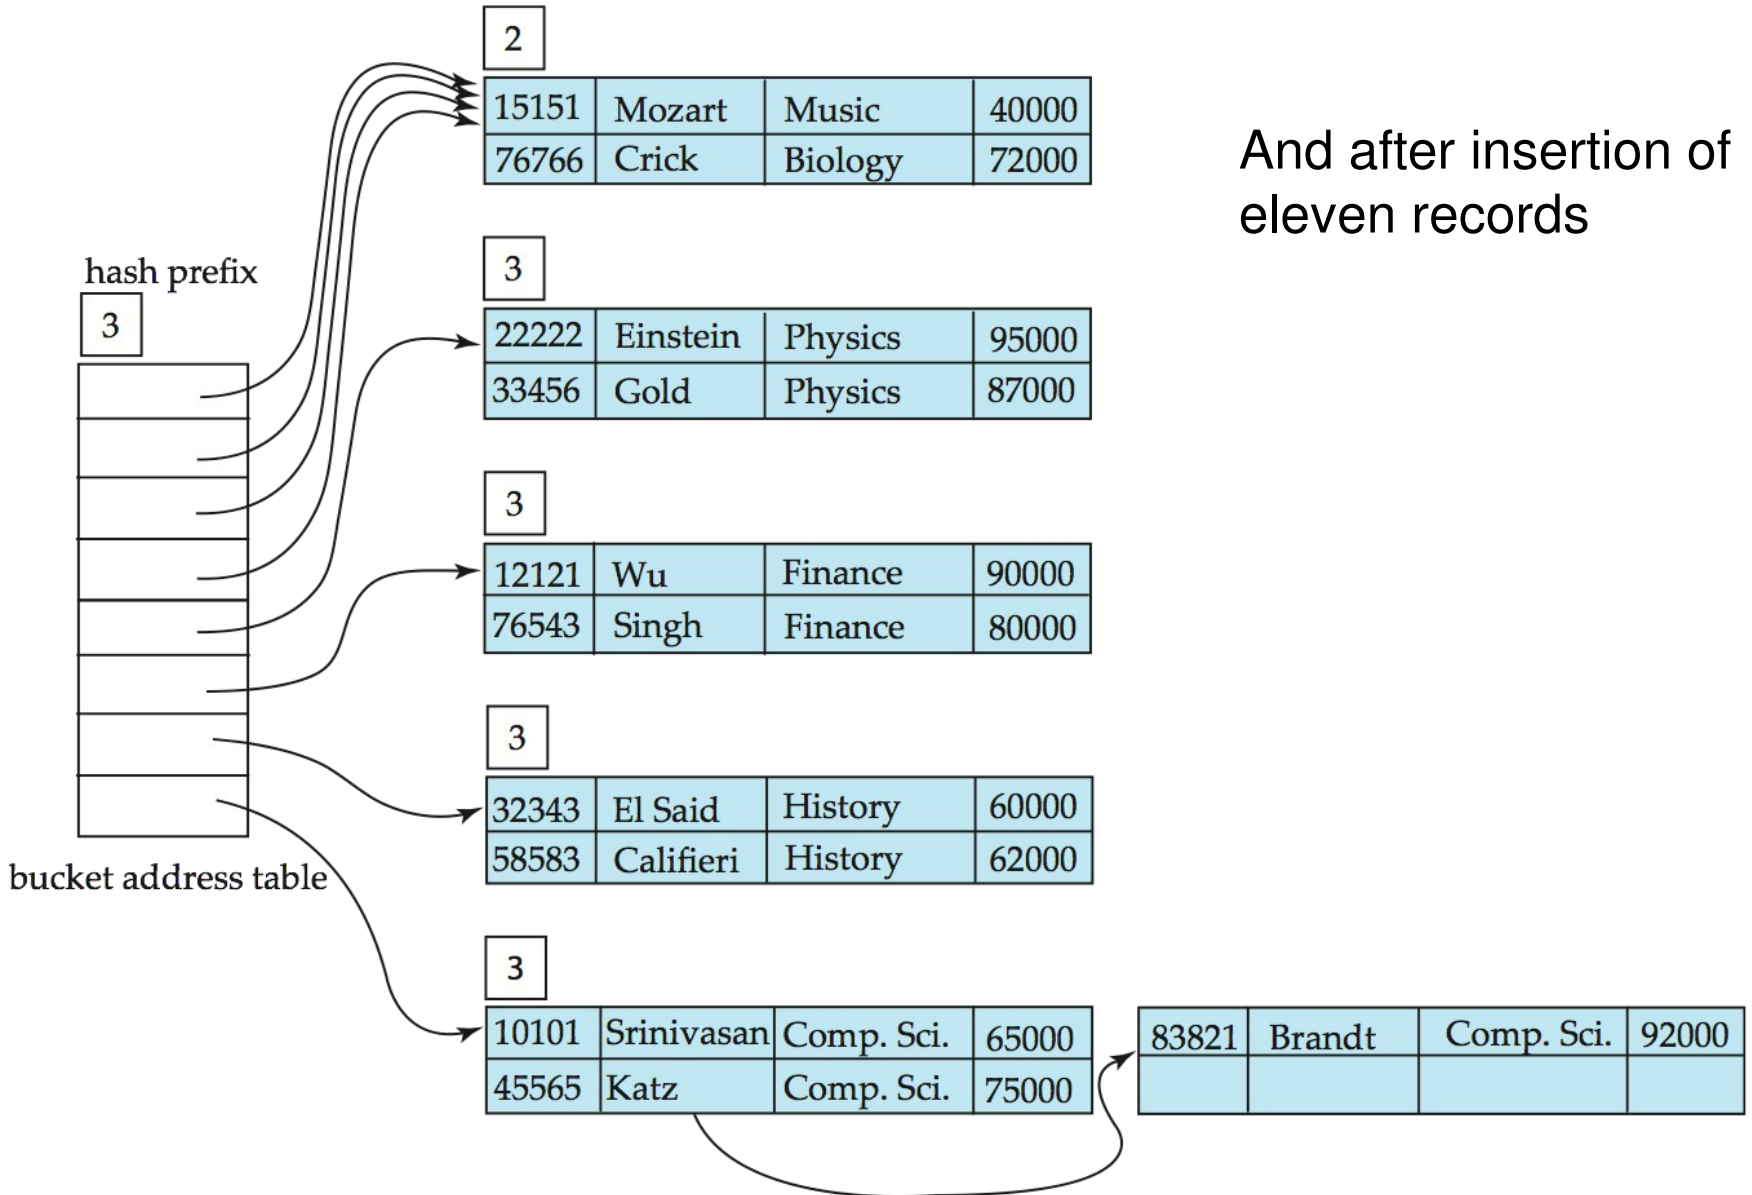 2
15151 Mozart Music 40000
76766 Crick Biology 72000
And after insertion of
eleven records
hash prefix
3
3
22222 Einstein Physics 95000
33456 Gold Physics 87000
3
12121 Wu Finance 90000
76543 Singh Finance 80000
3
32343 El Said History 60000
58583 Califieri History 62000
bucket address table
3
10101 Srinivasan Comp. Sci. 65000
45565 Katz Comp. Sci. 75000
83821 Brandt Comp. Sci. 92000